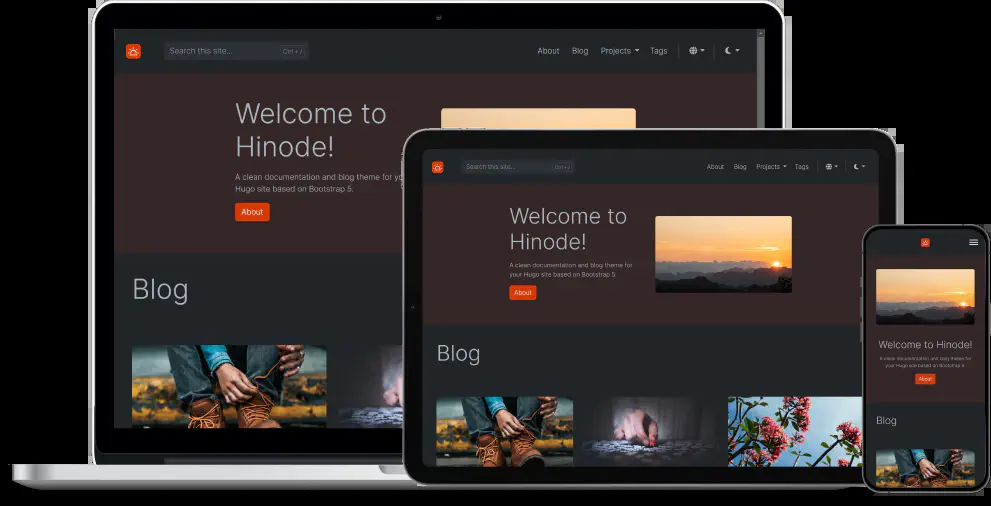 Search this site... Ctrl + /
About Blog Projects Tags
Welcome to
Hinode!
A clean documentation and blog theme for yo
Hugo site based on Bootstrap 5.
About
Blog
Search this site... Ctrl + /
About Blog Projects Tags
Welcome to
Hinode!
A clean documentation and blog theme for
your Hugo site based on Bootstrap 5.
About
Blog
Welcome to Hinode!
A clean documentation and blog theme for
your Hugo site based on Bootstrap 5.
About
Blog